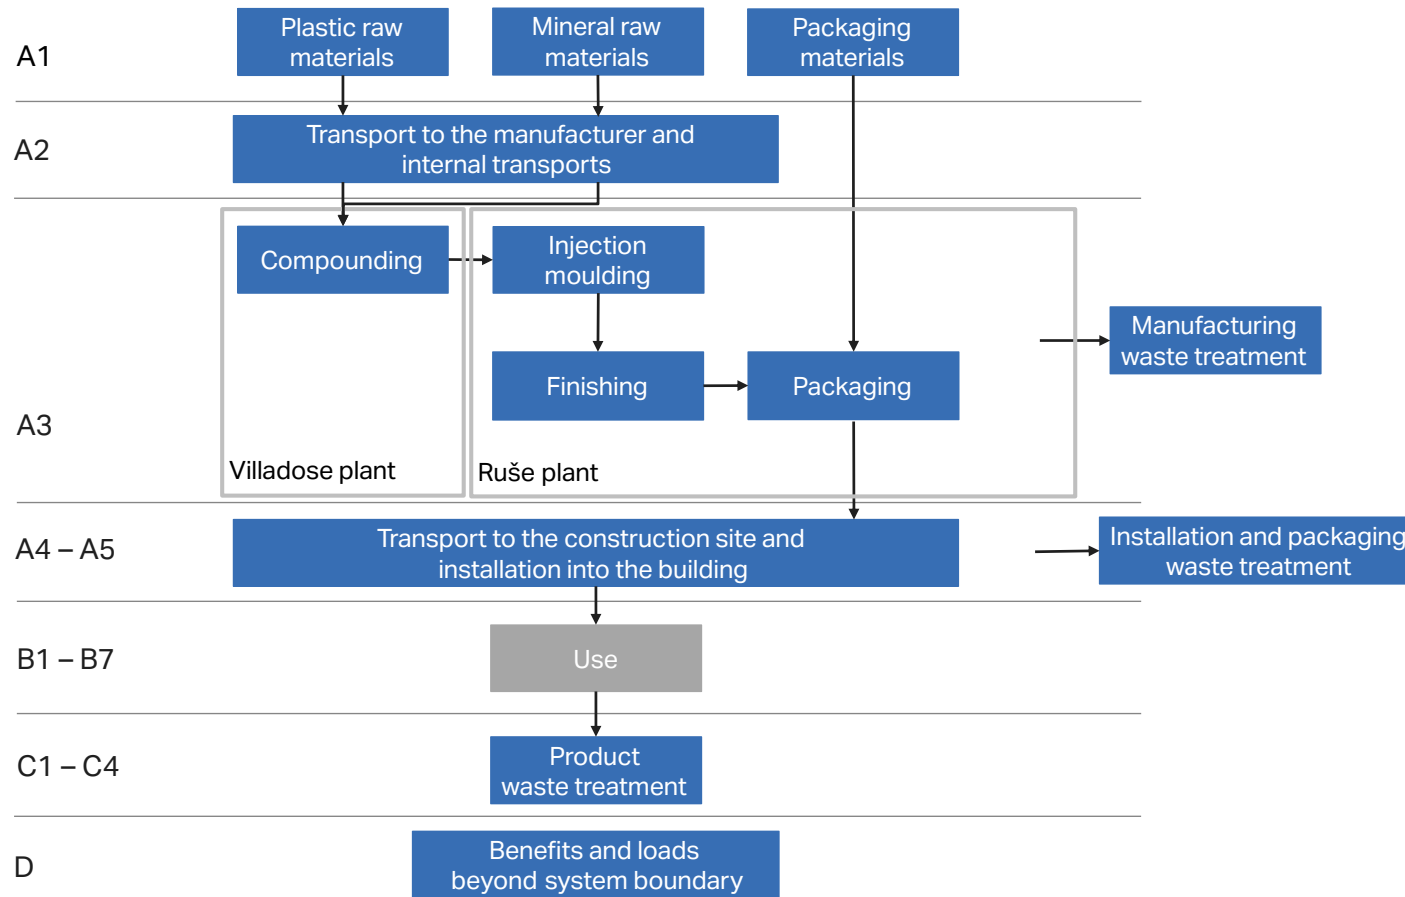 A1
Plastic raw
materials
Mineral raw
materials
Packaging
materials
A2
Transport to the manufacturer and
internal transports
A3
Compounding
Injection
moulding
Manufacturing
waste treatment
Finishing
Packaging
Villadose plant
Ruše plant
A4 – A5
Transport to the construction site and
installation into the building
Installation and packaging
waste treatment
B1 – B7
Use
C1 – C4
Product
waste treatment
D
Benefits and loads
beyond system boundary